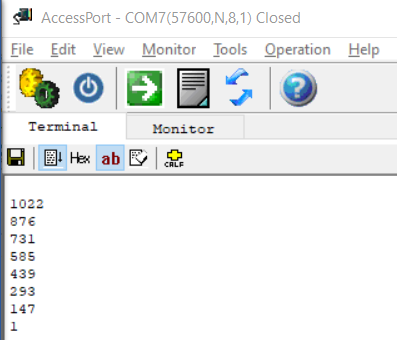 AccessPort - COM7(57600,N,8,1) Closed
File Edit View Monitor Tools Operation Help
Terminal Monitor
Hex ab CRLF
1022
876
731
585
439
293
147
1